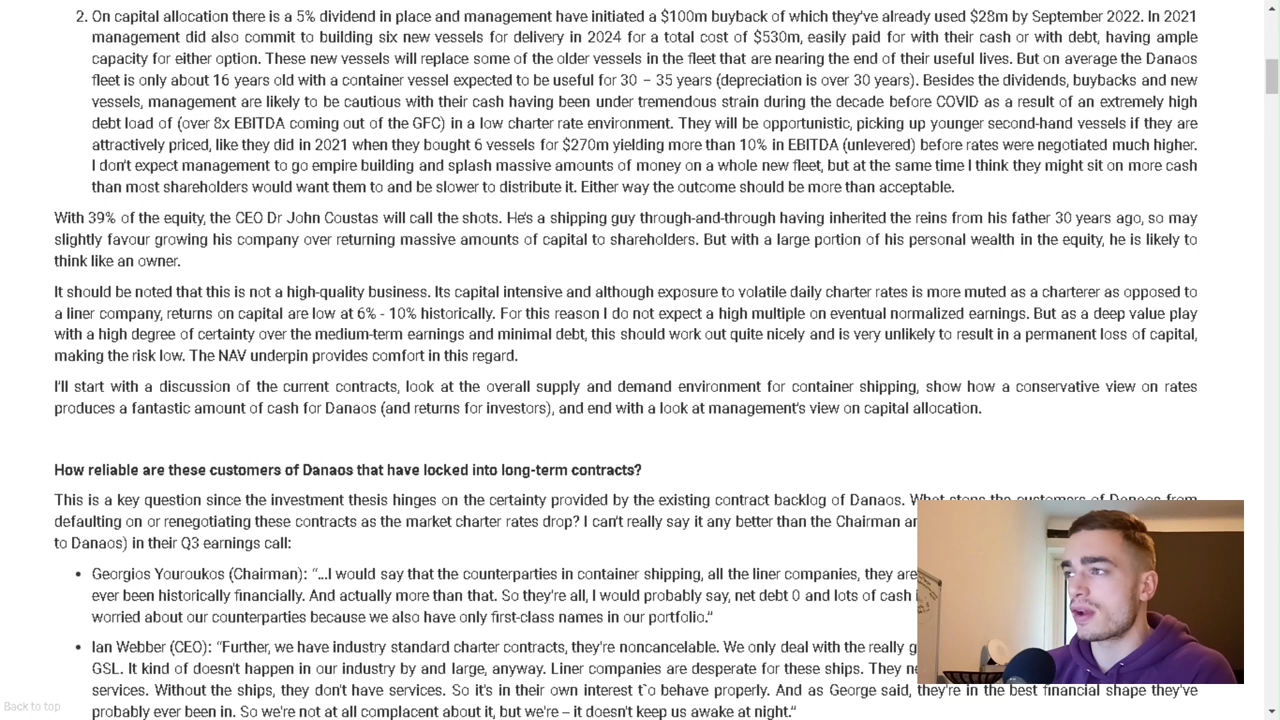 2. On capital allocation there is a 5% dividend in place and management have initiated a $100m buyback of which they've already used $28m by September 2022. In 2021
management did also commit to building six new vessels for delivery in 2024 for a total cost of $530m, easily paid for with their cash or with debt, having ample
capacity for either option. These new vessels will replace some of the older vessels in the fleet that are nearing the end of their useful lives. But on average the Danaos
fleet is only about 16 years old with a container vessel expected to be useful for 30 – 35 years (depreciation is over 30 years). Besides the dividends, buybacks and new
vessels, management are likely to be cautious with their cash having been under tremendous strain during the decade before COVID as a result of an extremely high
debt load of (over 8x EBITDA coming out of the GFC) in a low charter rate environment. They will be opportunistic, picking up younger second-hand vessels if they are
attractively priced, like they did in 2021 when they bought 6 vessels for $270m yielding more than 10% in EBITDA (unlevered) before rates were negotiated much higher.
I don't expect management to go empire building and splash massive amounts of money on a whole new fleet, but at the same time I think they might sit on more cash
than most shareholders would want them to and be slower to distribute it. Either way the outcome should be more than acceptable.
With 39% of the equity, the CEO Dr John Coustas will call the shots. He's a shipping guy through-and-through having inherited the reins from his father 30 years ago, so may
slightly favour growing his company over returning massive amounts of capital to shareholders. But with a large portion of his personal wealth in the equity, he is likely to
think like an owner.
It should be noted that this is not a high-quality business. Its capital intensive and although exposure to volatile daily charter rates is more muted as a charterer as opposed to
a liner company, returns on capital are low at 6% - 10% historically. For this reason I do not expect a high multiple on eventual normalized earnings. But as a deep value play
with a high degree of certainty over the medium-term earnings and minimal debt, this should work out quite nicely and is very unlikely to result in a permanent loss of capital,
making the risk low. The NAV underpin provides comfort in this regard.
I'll start with a discussion of the current contracts, look at the overall supply and demand environment for container shipping, show how a conservative view on rates
produces a fantastic amount of cash for Danaos (and returns for investors), and end with a look at management's view on capital allocation.
How reliable are these customers of Danaos that have locked into long-term contracts?
This is a key question since the investment thesis hinges on the certainty provided by the existing contract backlog of Danaos. What stops the customers of Danaos from
defaulting on or renegotiating these contracts as the market charter rates drop? I can't really say it any better than the Chairman an
to Danaos) in their Q3 earnings call:
• Georgios Youroukos (Chairman): "...I would say that the counterparties in container shipping, all the liner companies, they are
ever been historically financially. And actually more than that. So they're all, I would probably say, net debt 0 and lots of cash i
worried about our counterparties because we also have only first-class names in our portfolio."
• Ian Webber (CEO): "Further, we have industry standard charter contracts, they're noncancelable. We only deal with the really g
GSL. It kind of doesn't happen in our industry by and large, anyway. Liner companies are desperate for these ships. They ne
services. Without the ships, they don't have services. So it's in their own interest t`o behave properly. And as George said, they're in the best financial shape they've
probably ever been in. So we're not at all complacent about it, but we're – it doesn't keep us awake at night."
Back to top